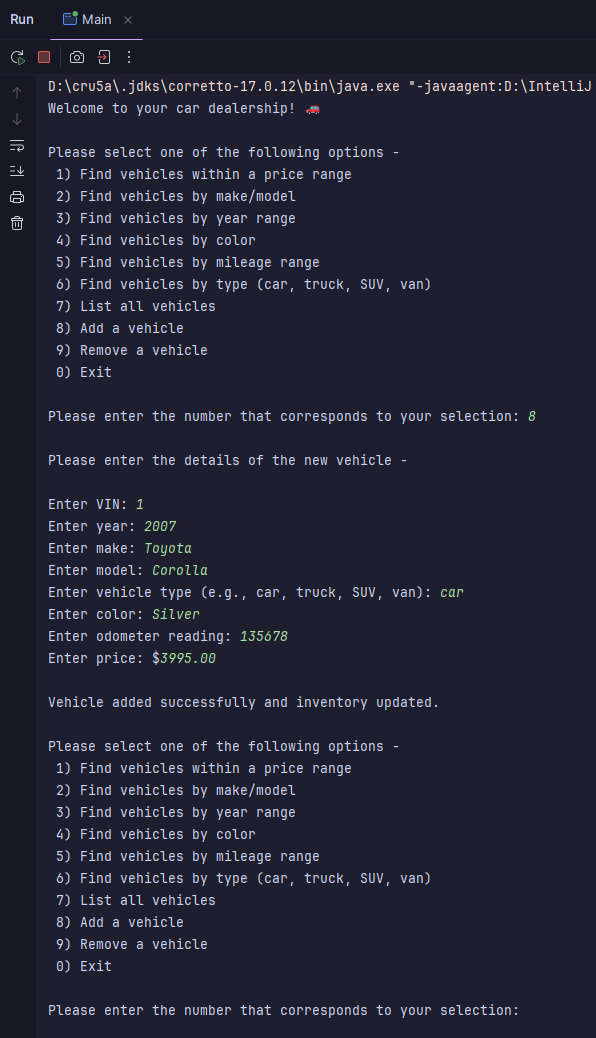 Run Main
D:\cru5a\.jdks\corretto-17.0.12\bin\java.exe "-javaagent:D:\IntelliJ
Welcome to your car dealership! 🚗
Please select one of the following options -
1) Find vehicles within a price range
2) Find vehicles by make/model
3) Find vehicles by year range
4) Find vehicles by color
5) Find vehicles by mileage range
6) Find vehicles by type (car, truck, SUV, van)
7) List all vehicles
8) Add a vehicle
9) Remove a vehicle
0) Exit
Please enter the number that corresponds to your selection: 8
Please enter the details of the new vehicle -
Enter VIN: 1
Enter year: 2007
Enter make: Toyota
Enter model: Corolla
Enter vehicle type (e.g., car, truck, SUV, van): car
Enter color: Silver
Enter odometer reading: 135678
Enter price: $3995.00
Vehicle added successfully and inventory updated.
Please select one of the following options -
1) Find vehicles within a price range
2) Find vehicles by make/model
3) Find vehicles by year range
4) Find vehicles by color
5) Find vehicles by mileage range
6) Find vehicles by type (car, truck, SUV, van)
7) List all vehicles
8) Add a vehicle
9) Remove a vehicle
0) Exit
Please enter the number that corresponds to your selection: